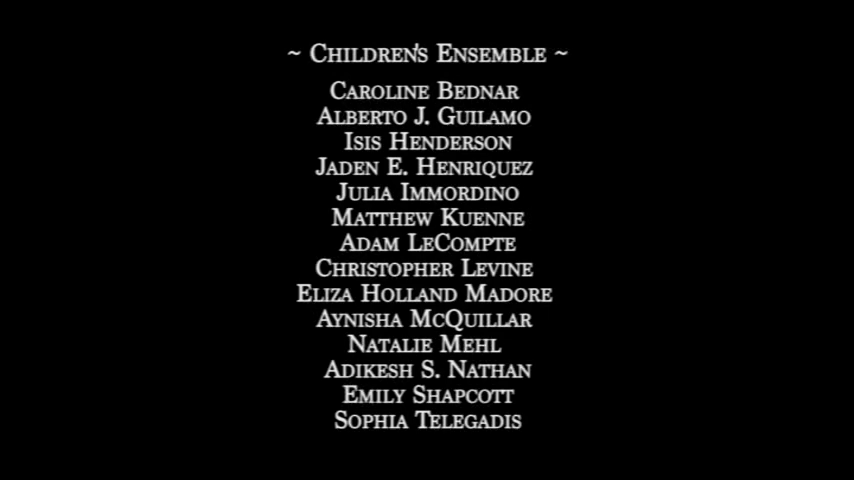 ~ Children's Ensemble ~
Caroline Bednar
Alberto J. Guilamo
Isis Henderson
Jaden E. Henriquez
Julia Immordino
Matthew Kuenne
Adam LeCompte
Christopher Levine
Eliza Holland Madore
Aynisha McQuillar
Natalie Mehl
Adikesh S. Nathan
Emily Shapcott
Sophia Telegadis